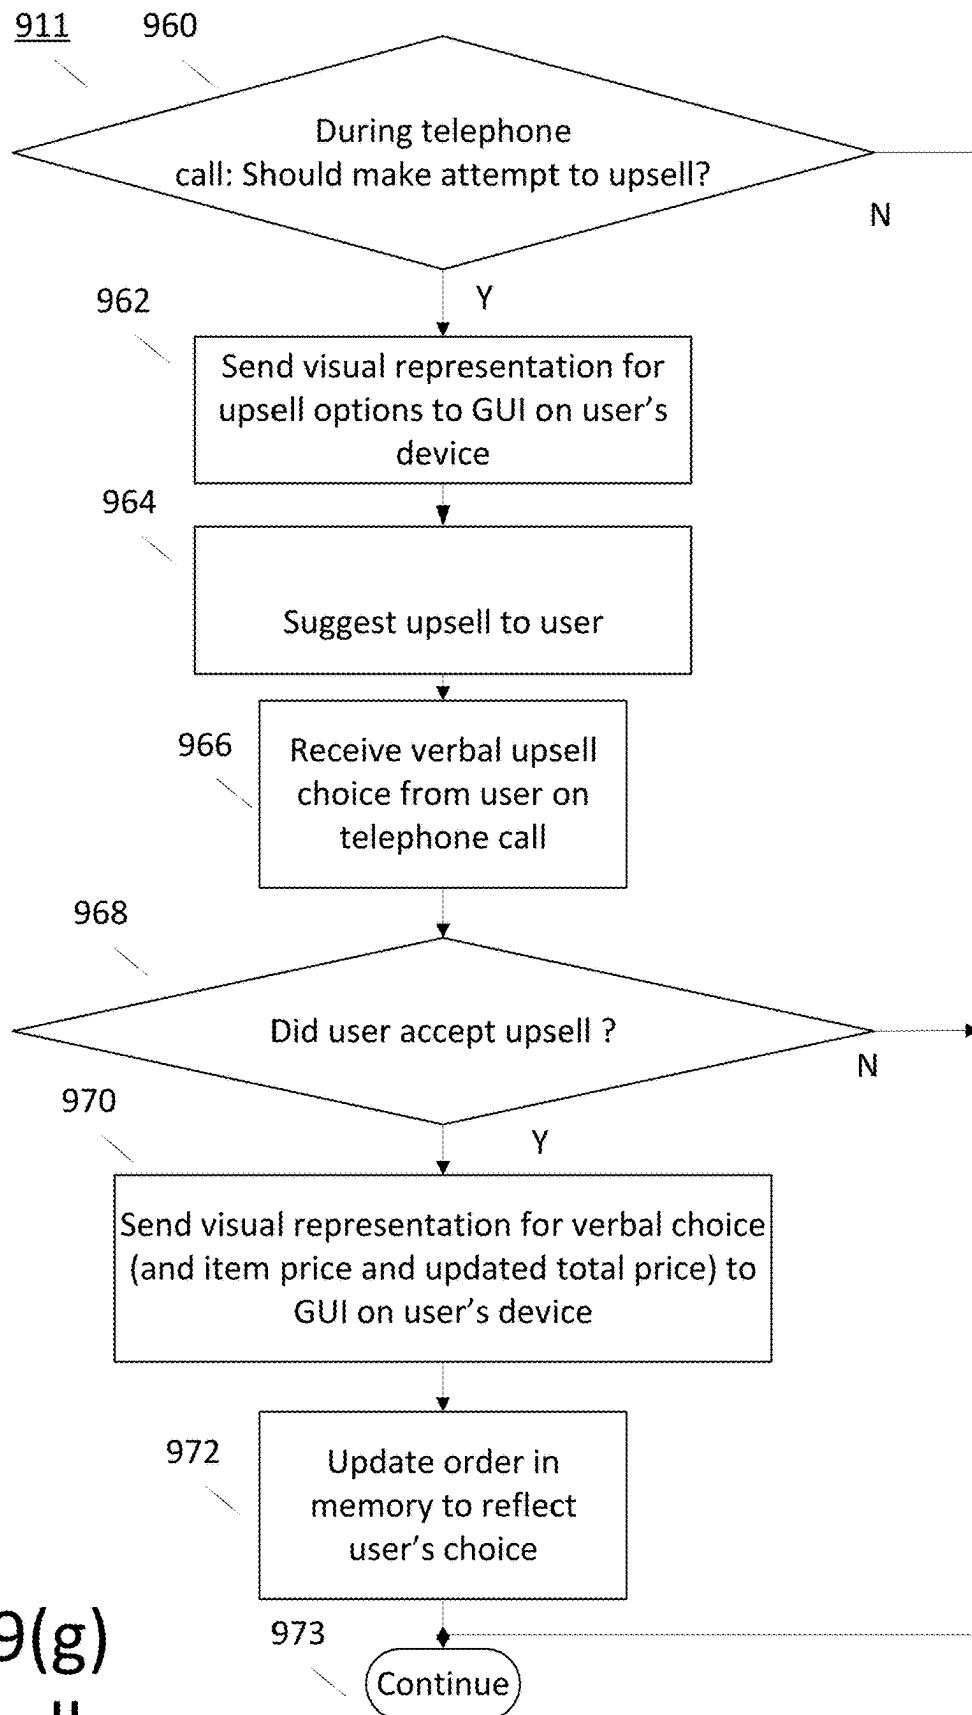 911 960
During telephone
call: Should make attempt to upsell?
N
Y
962
Send visual representation for
upsell options to GUI on user's
device
964
Suggest upsell to user
966
Receive verbal upsell
choice from user on
telephone call
968
Did user accept upsell ?
N
970
Y
Send visual representation for verbal choice
(and item price and updated total price) to
GUI on user's device
972
Update order in
memory to reflect
user's choice
9(g)
973
Continue